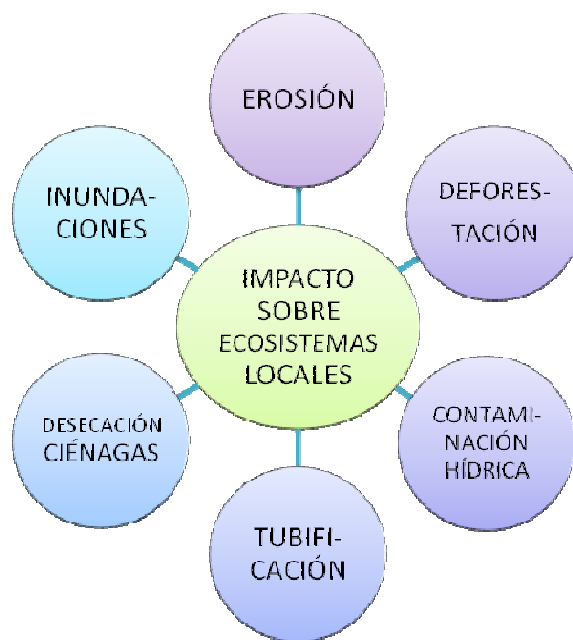 EROSIÓN
INUNDA-
CIONES
DEFORES-
TACIÓN
IMPACTO
SOBRE
ECOSISTEMAS
LOCALES
DESECACIÓN
CIÉNAGAS
CONTAMI-
NACIÓN
HÍDRICA
TUBIFI-
CACIÓN